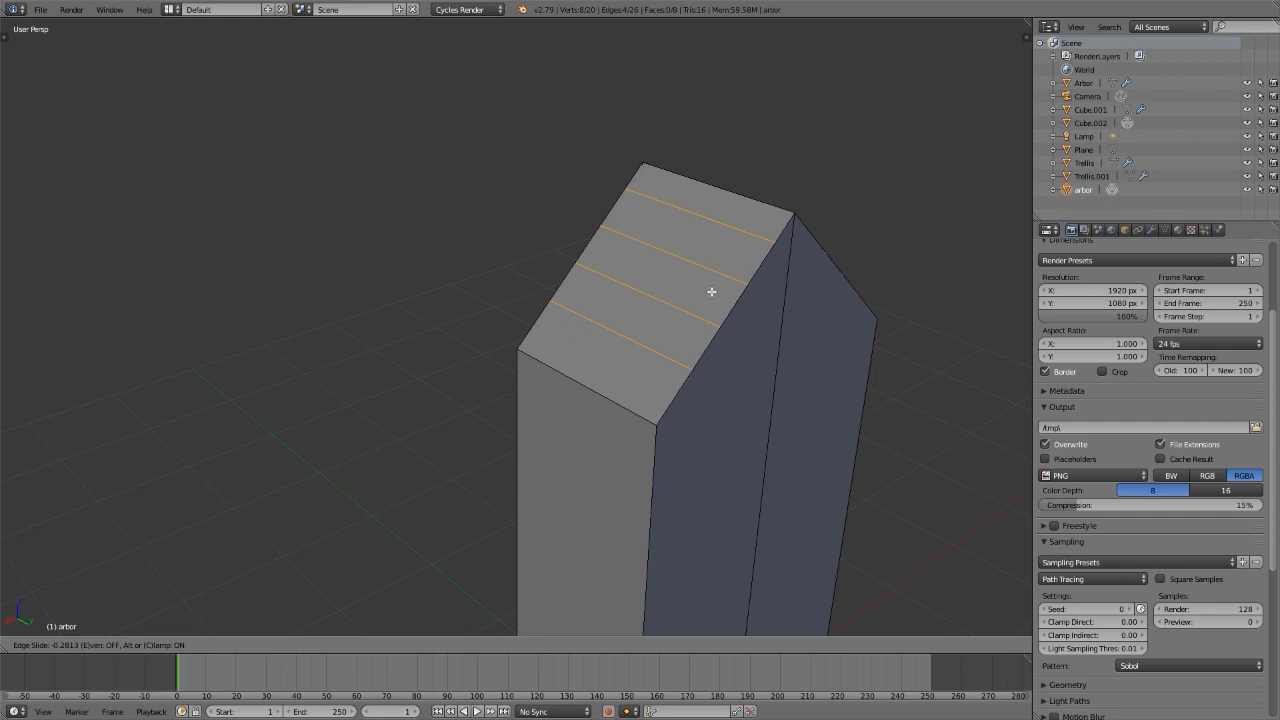 File Render Window Help Default Scene Cycles Render v2.79 | Verts:8/20 | Edges:4/26 | Faces:0/8 | Tris:16 | Mem:59.58M | arbor
User Persp
View Search All Scenes
Scene
RenderLayers
World
Arbor
Camera
Cube.001
Cube.002
Lamp
Plane
Trellis
Trellis.001
arbor
Dimensions
Render Presets
Resolution: Frame Range:
X: 1920 px Start Frame: 1
Y: 1080 px End Frame: 250
100% Frame Step: 1
Aspect Ratio: Frame Rate:
X: 1.000 24 fps
Y: 1.000 Time Remapping:
Border Crop Old: 100 New: 100
Metadata
Output
/tmp\
Overwrite File Extensions
Placeholders Cache Result
PNG BW RGB RGBA
Color Depth: 8 16
Compression: 15%
Freestyle
Sampling
Sampling Presets
Path Tracing Square Samples
Settings: Samples:
Seed: 0 Render: 128
Clamp Direct: 0.00 Preview: 0
Clamp Indirect: 0.00
Light Sampling Thres: 0.01
Pattern: Sobol
Geometry
Light Paths
Motion Blur
(1) arbor
Edge Slide: -0.2813 (E)ven: OFF, Alt or (C)lamp: ON
-50 -40 -30 -20 -10 0 10 20 30 40 50 60 70 80 90 100 110 120 130 140 150 160 170 180 190 200 210 220 230 240 250 260 270 280
View Marker Frame Playback Start: 1 End: 250 1 No Sync